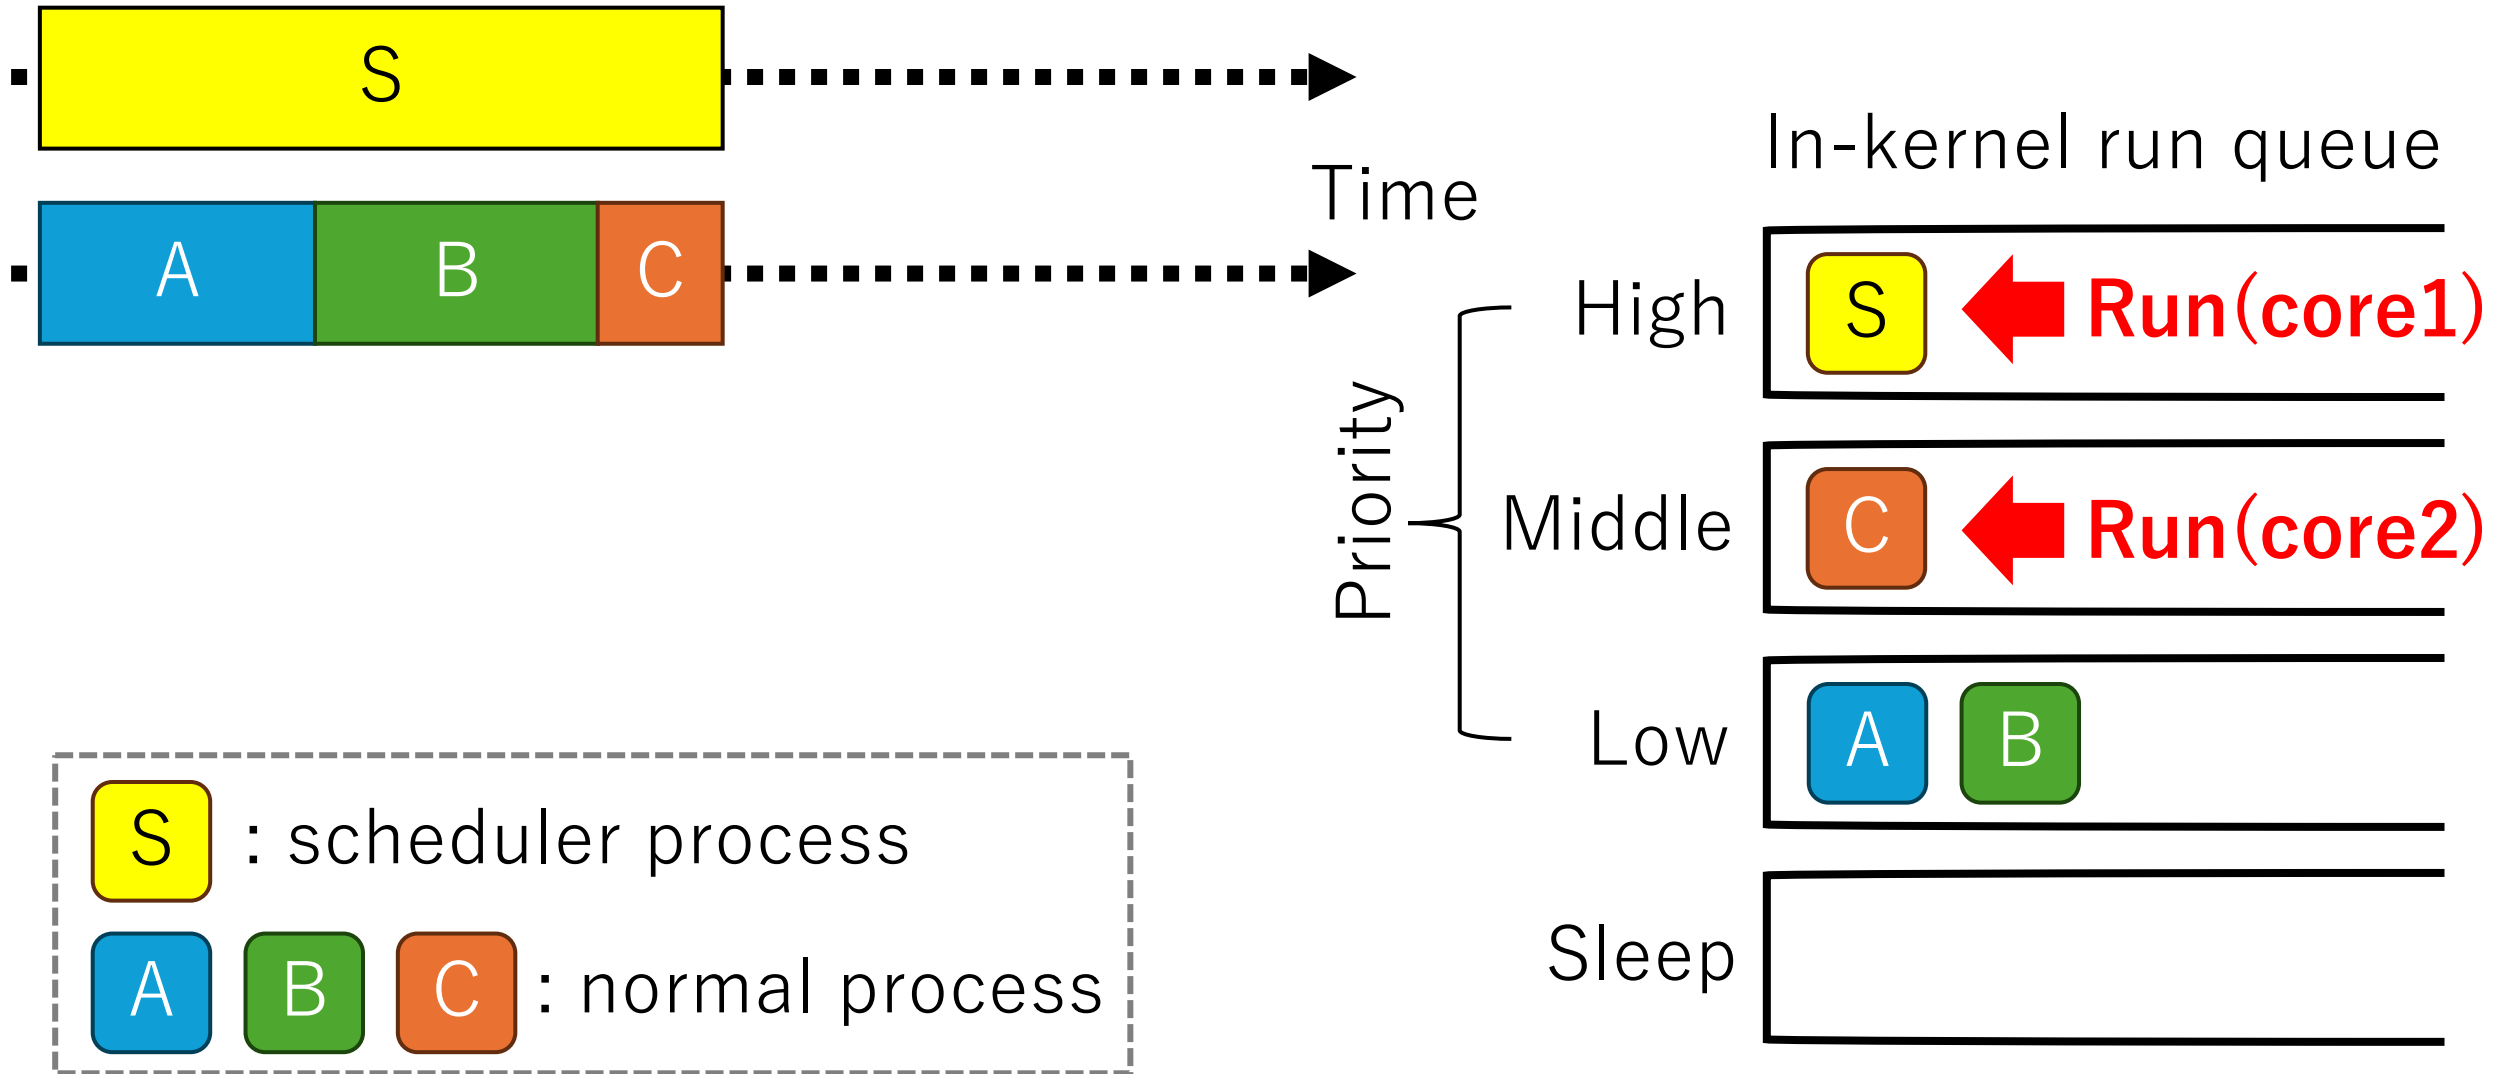 S
Time
A B C
In-kernel run queue
Priority
High S Run(core1)
Middle C Run(core2)
Low A B
Sleep
S : scheduler process
A B C : normal process